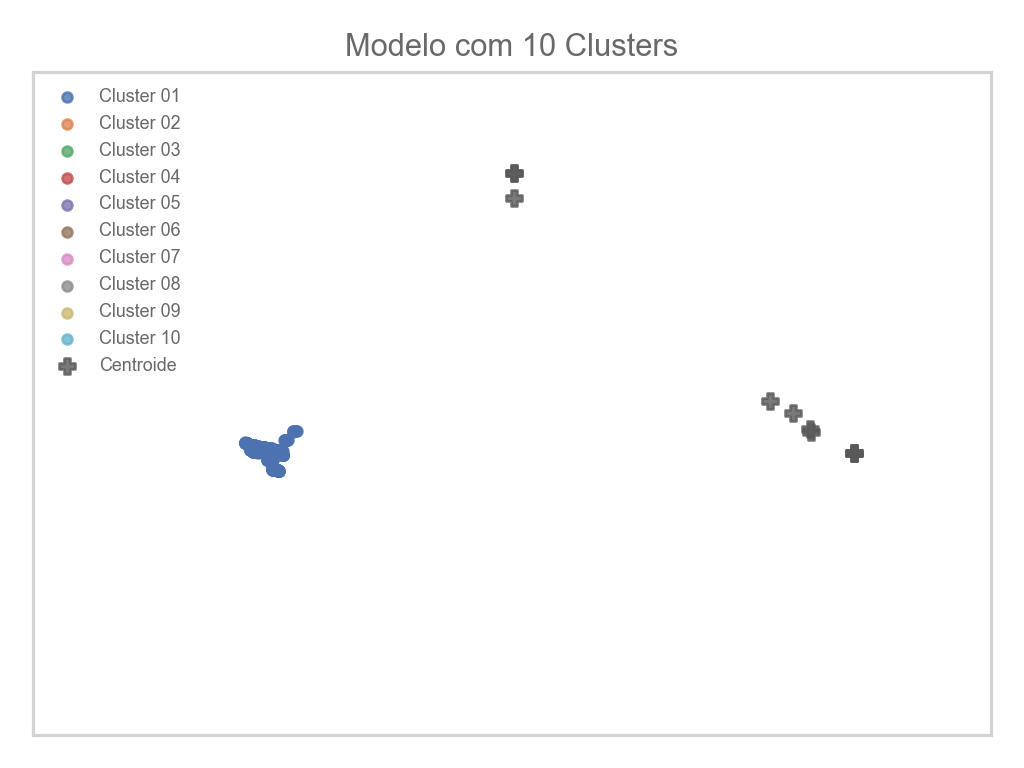 Modelo com 10 Clusters
Cluster 01
Cluster 02
Cluster 03
Cluster 04
Cluster 05
Cluster 06
Cluster 07
Cluster 08
Cluster 09
Cluster 10
Centroide